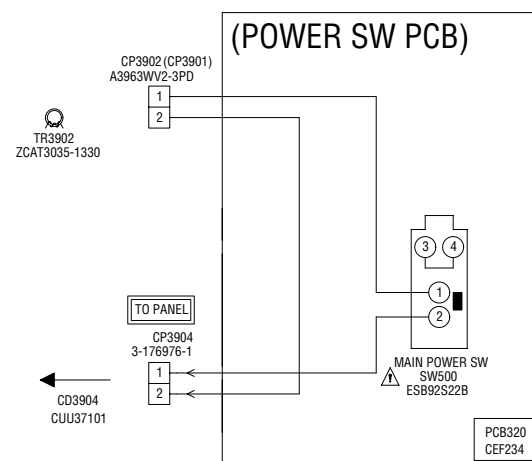 (POWER SW PCB)
CP3902 (CP3901)
A3963WV2-3PD
1
2
TR3902
ZCAT3035-1330
3
4
1
2
TO PANEL
CP3904
3-176976-1
1
2
CD3904
CUU37101
MAIN POWER SW
SW500
ESB92S22B
PCB320
CEF234